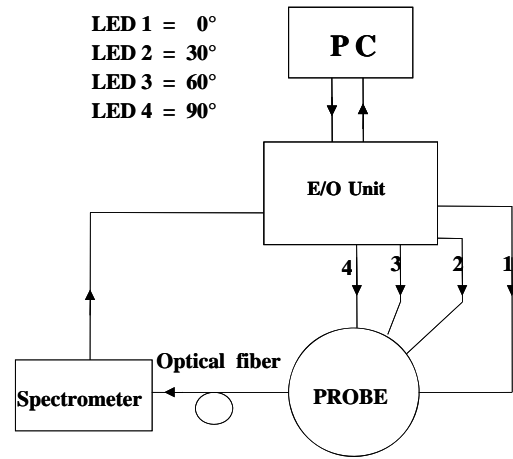 LED 1 = 0°
LED 2 = 30°
LED 3 = 60°
LED 4 = 90°
PC
E/O Unit
4 3 2 1
Optical fiber
Spectrometer
PROBE